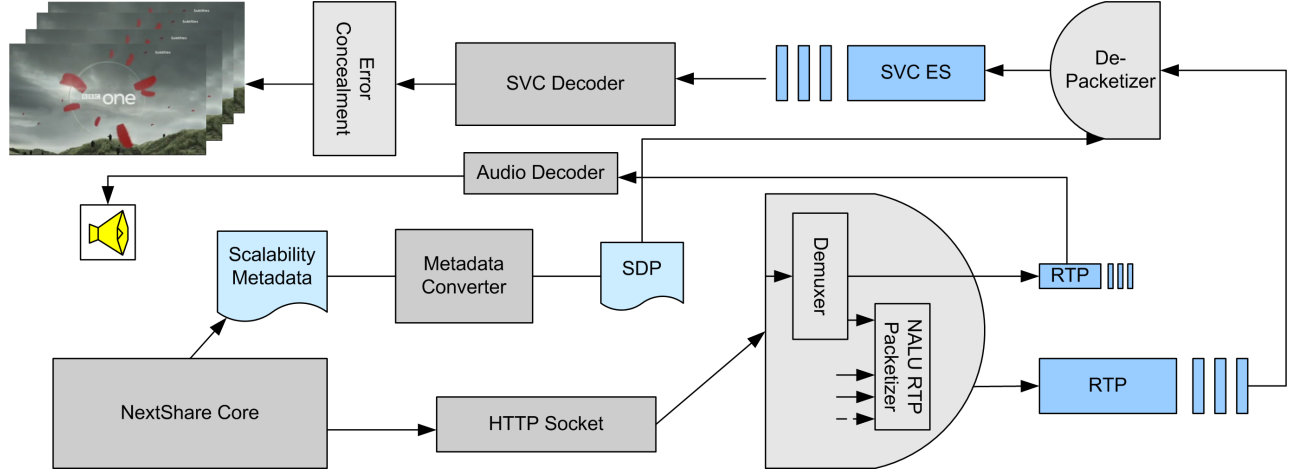 BBC one
Error
Concealment
SVC Decoder
SVC ES
De-
Packetizer
Audio Decoder
Scalability
Metadata
Metadata
Converter
SDP
Demuxer
RTP
NALU RTP
Packetizer
NextShare Core
HTTP Socket
RTP